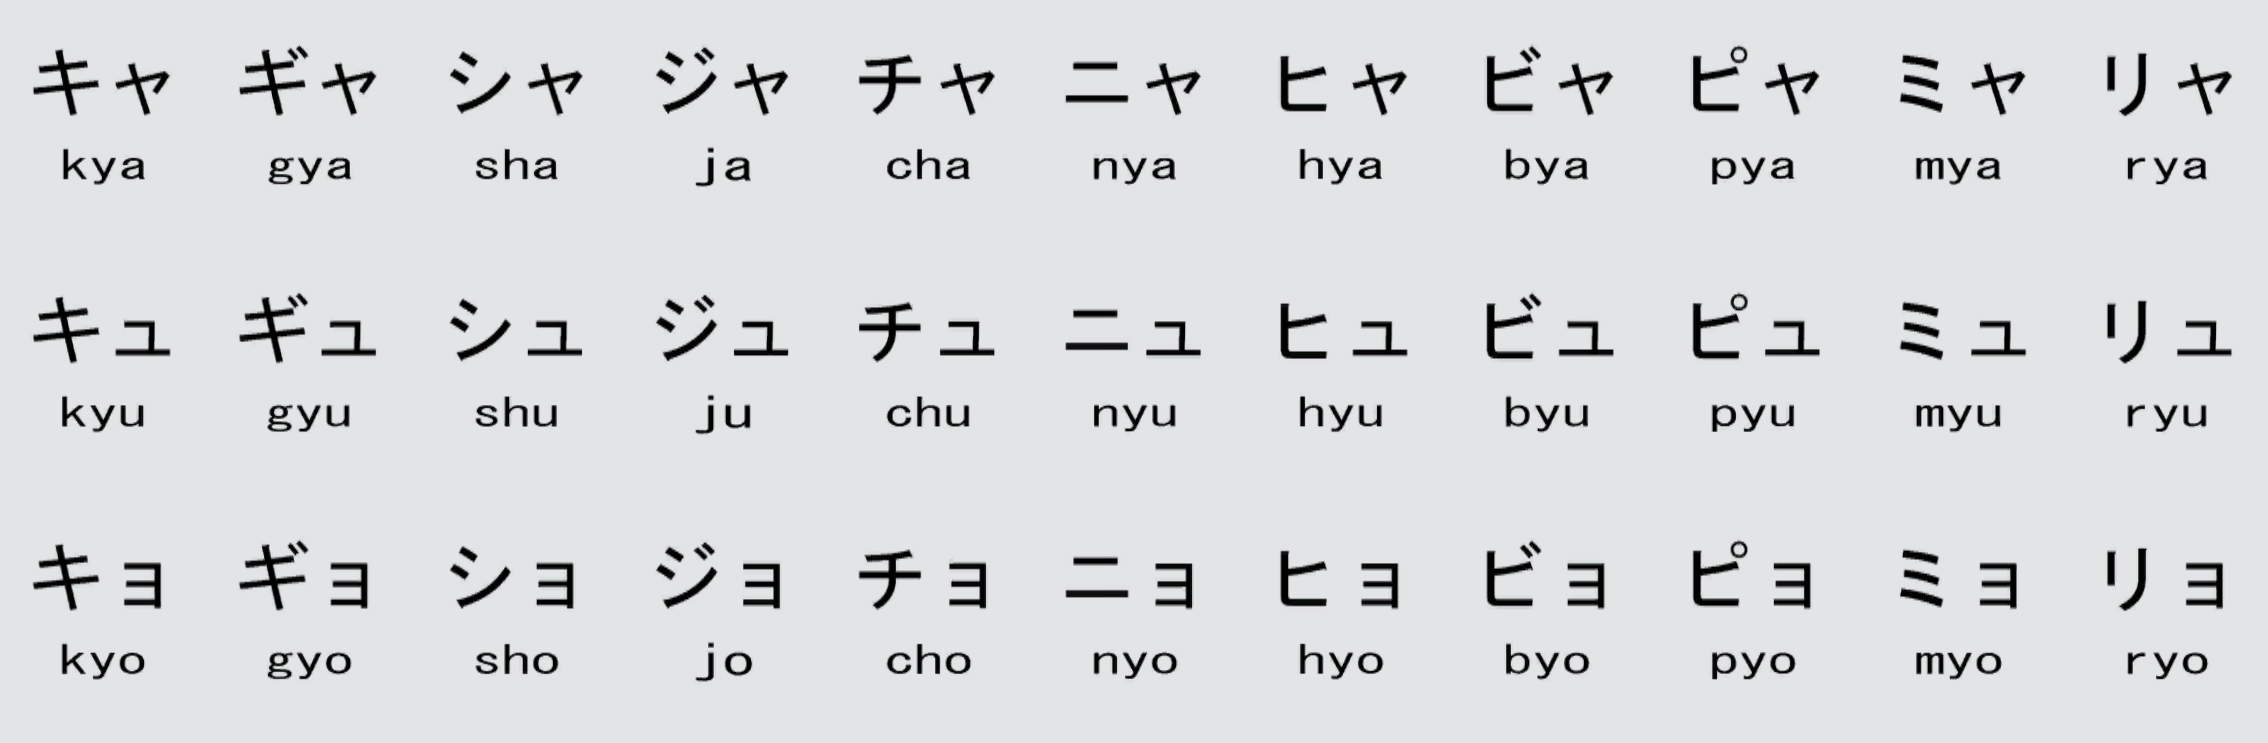 キャ ギャ シャ ジャ チャ ニャ ヒャ ビャ ピャ ミャ リャ
kya gya sha ja cha nya hya bya pya mya rya
キュ ギュ シュ ジュ チュ ニュ ヒュ ビュ ピュ ミュ リュ
kyu gyu shu ju chu nyu hyu byu pyu myu ryu
キョ ギョ ショ ジョ チョ ニョ ヒョ ビョ ピョ ミョ リョ
kyo gyo sho jo cho nyo hyo byo pyo myo ryo